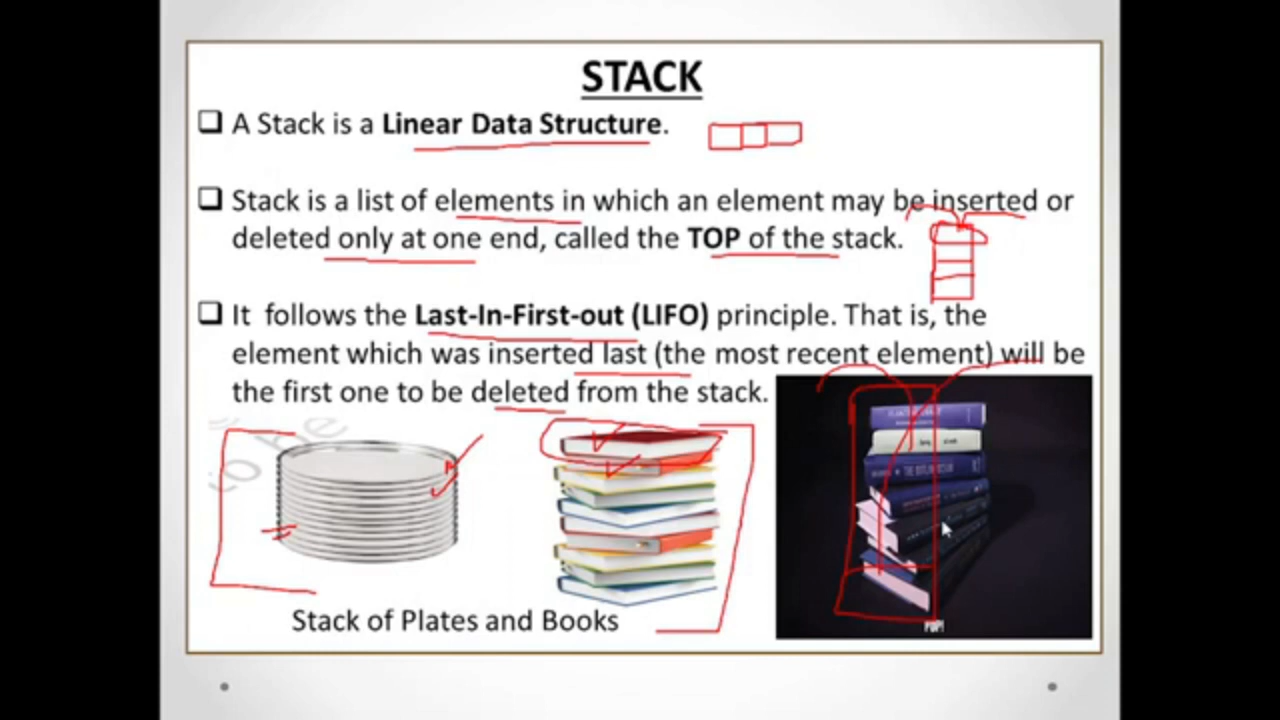 STACK
❑ A Stack is a Linear Data Structure.
❑ Stack is a list of elements in which an element may be inserted or
deleted only at one end, called the TOP of the stack.
❑ It follows the Last-In-First-out (LIFO) principle. That is, the
element which was inserted last (the most recent element) will be
the first one to be deleted from the stack.
Stack of Plates and Books
POP!